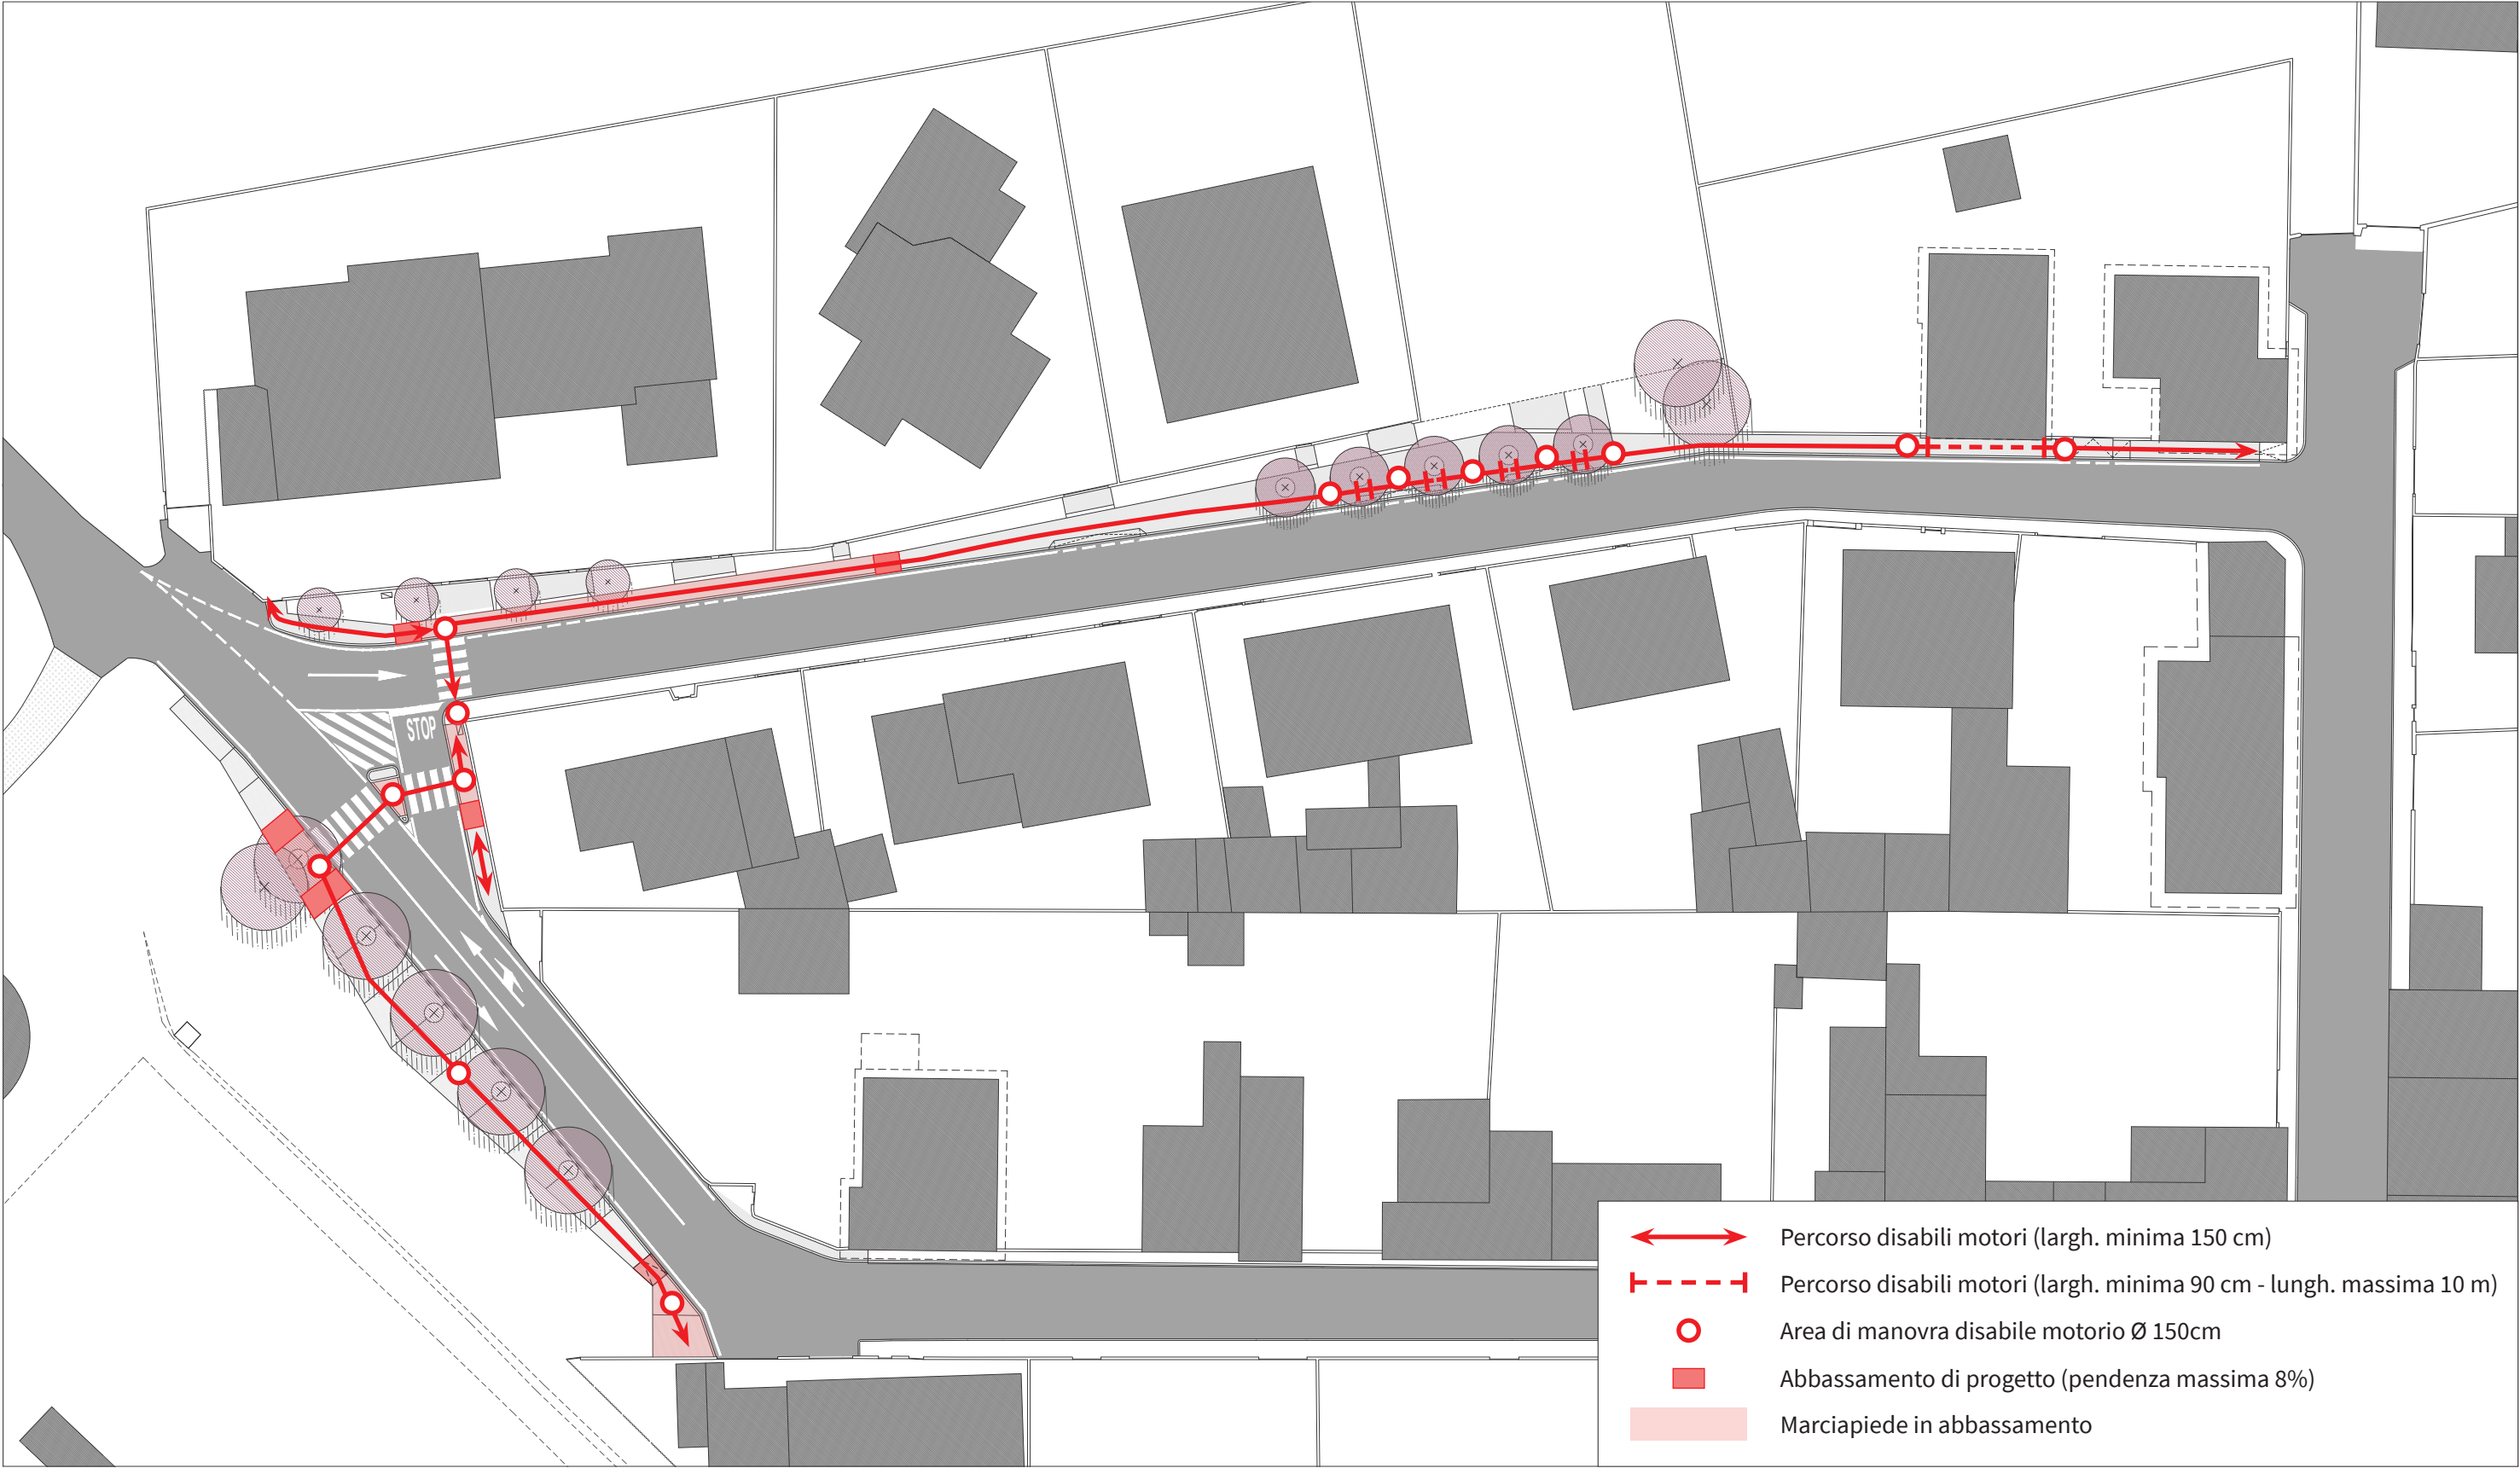 STOP
Percorso disabili motori (largh. minima 150 cm)
Percorso disabili motori (largh. minima 90 cm - lungh. massima 10 m)
Area di manovra disabile motorio Ø 150cm
Abbassamento di progetto (pendenza massima 8%)
Marciapiede in abbassamento